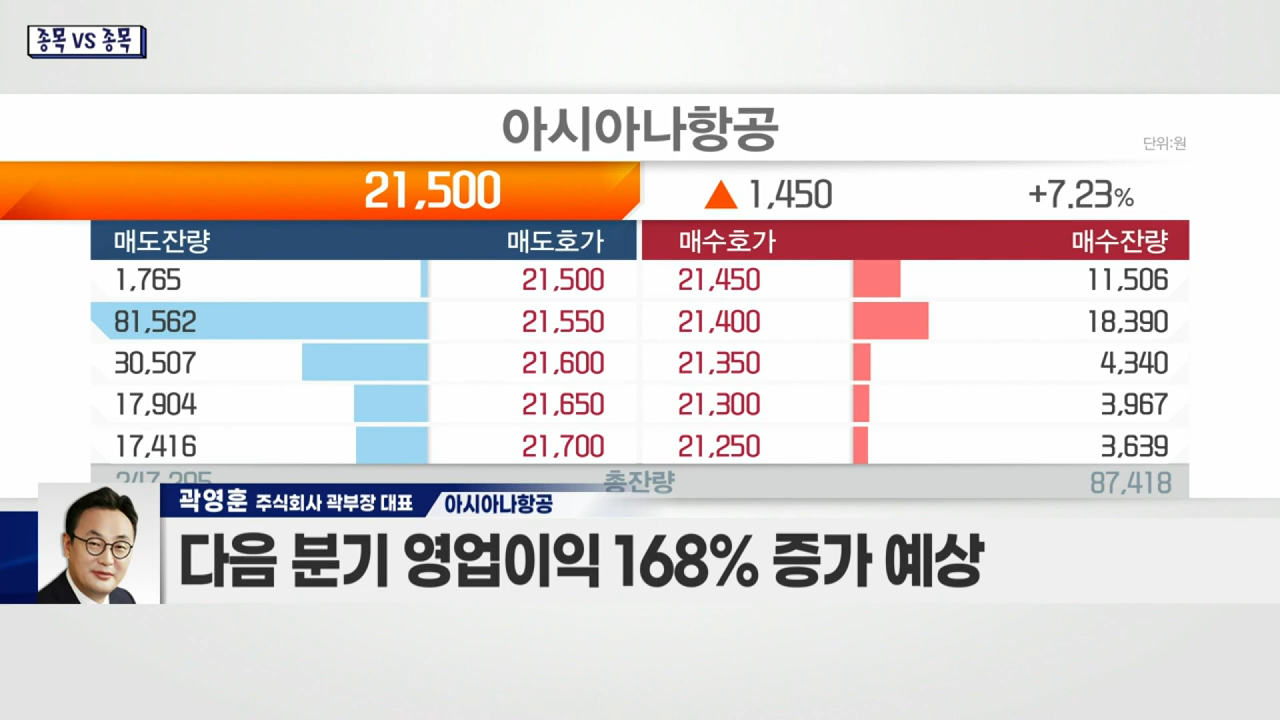 종목 VS 종목
아시아나항공
단위:원
21,500 ▲ 1,450 +7.23%
매도잔량 매도호가 매수호가 매수잔량
1,765 21,500 21,450 11,506
81,562 21,550 21,400 18,390
30,507 21,600 21,350 4,340
17,904 21,650 21,300 3,967
17,416 21,700 21,250 3,639
총잔량 87,418
곽영훈 주식회사 곽부장 대표 아시아나항공
다음 분기 영업이익 168% 증가 예상